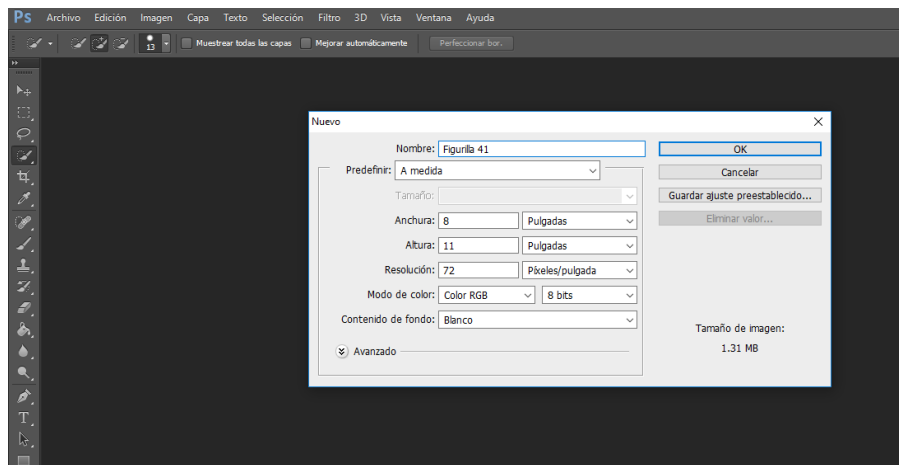 Ps Archivo Edición Imagen Capa Texto Selección Filtro 3D Vista Ventana Ayuda
13 Muestrear todas las capas Mejorar automáticamente Perfeccionar bor.
Nuevo
Nombre: Figurilla 41
OK
Predefinir: A medida
Cancelar
Tamaño:
Guardar ajuste preestablecido...
Anchura: 8 Pulgadas
Eliminar valor...
Altura: 11 Pulgadas
Resolución: 72 Píxeles/pulgada
Modo de color: Color RGB 8 bits
Contenido de fondo: Blanco
Tamaño de imagen:
1.31 MB
Avanzado